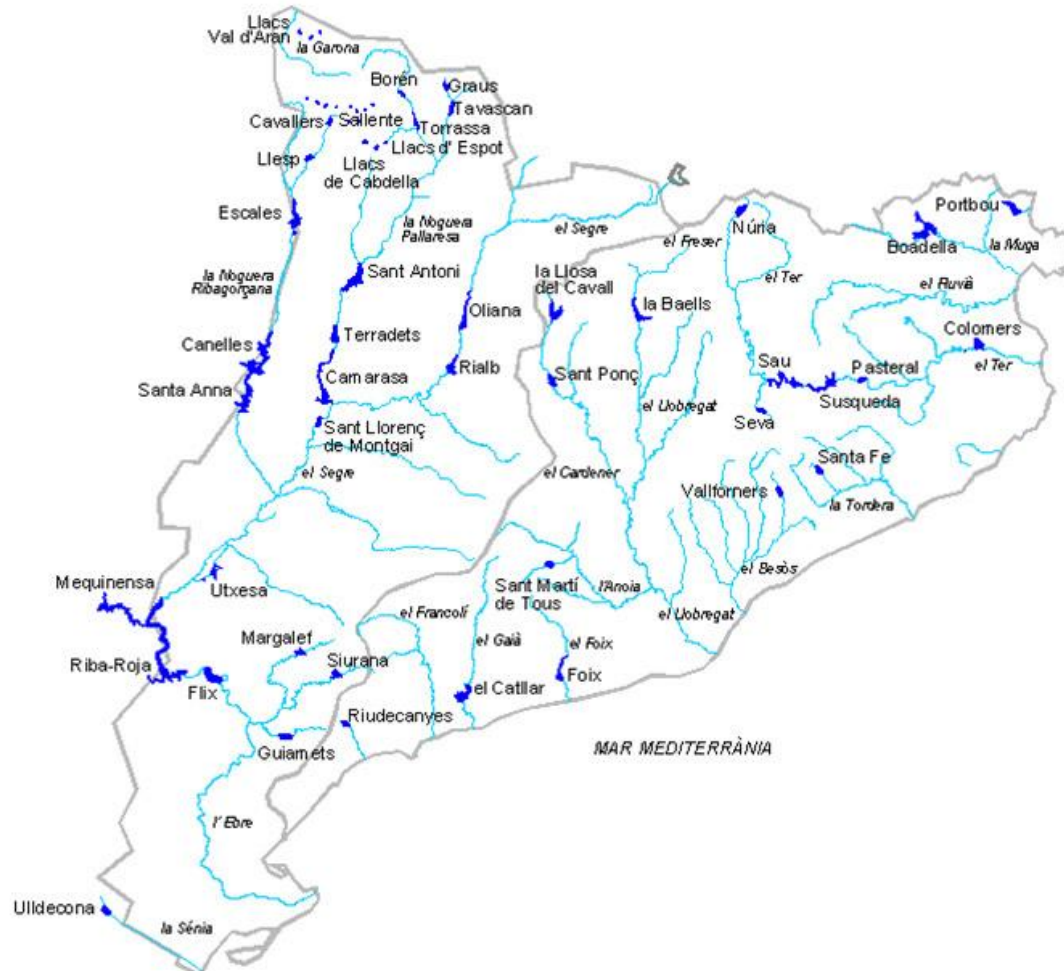 Llacs
Val d'Aran
la Garona
Borén
Graus
Tavascan
Cavallers
Sallente
Torrassa
Llacs d' Espot
Llesp
Llacs
de Cabdella
Portbou
Escales
la Noguera
Pallaresa
el Segre
el Freser
Núria
Boadella
la Muga
la Noguera
Ribagorçana
Sant Antoni
la Llosa
del Cavall
el Ter
el Fluvià
Oliana
la Baells
Canelles
Terradets
Colomers
Santa Anna
Camarasa
Rialb
Sant Ponç
Sau
Pasteral
el Ter
Susqueda
el Llobregat
Seva
Sant Llorenç
de Montgai
el Segre
el Cardener
Santa Fe
Vallforners
la Tordera
Mequinensa
Utxesa
Sant Martí
de Tous
l'Anoia
el Besòs
el Francolí
el Llobregat
Margalef
el Gaià
el Foix
Riba-Roja
Siurana
Flix
el Catllar
Foix
Riudecanyes
Guiamets
MAR MEDITERRÀNIA
l' Ebre
Ulldecona
la Sénia